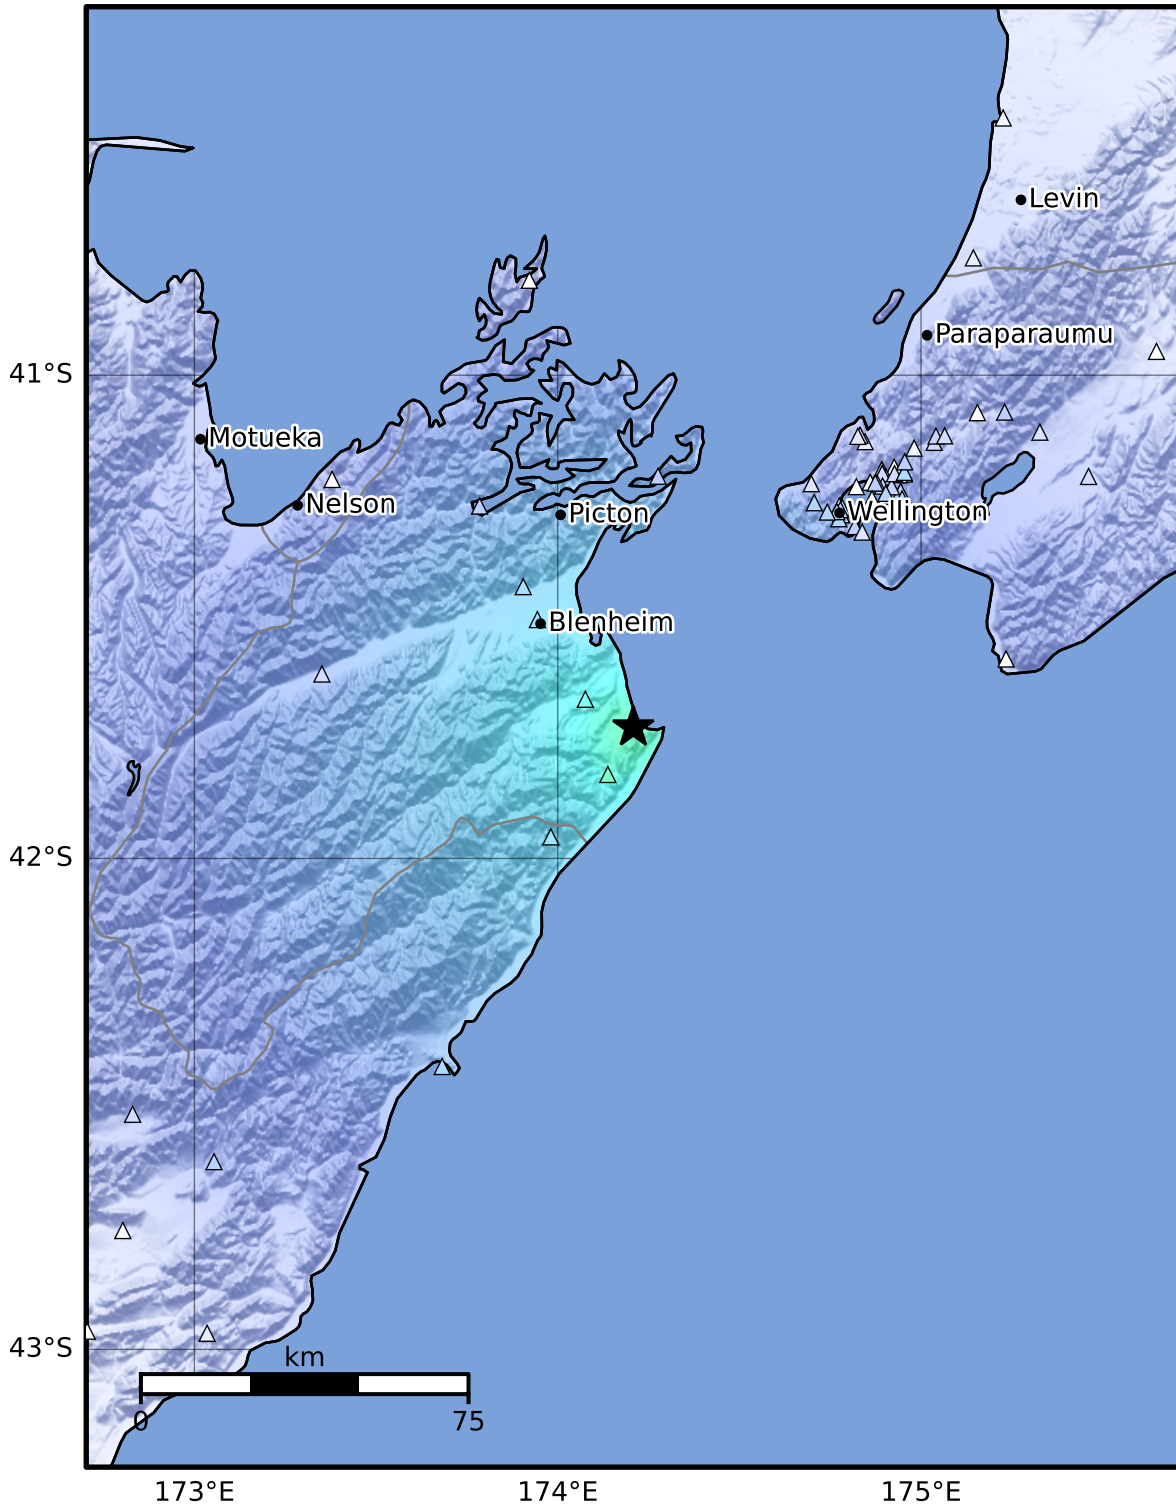 Levin
Paraparaumu
41°S
Motueka
Nelson
Picton
Wellington
Blenheim
42°S
43°S
km
0
75
173°E
174°E
175°E